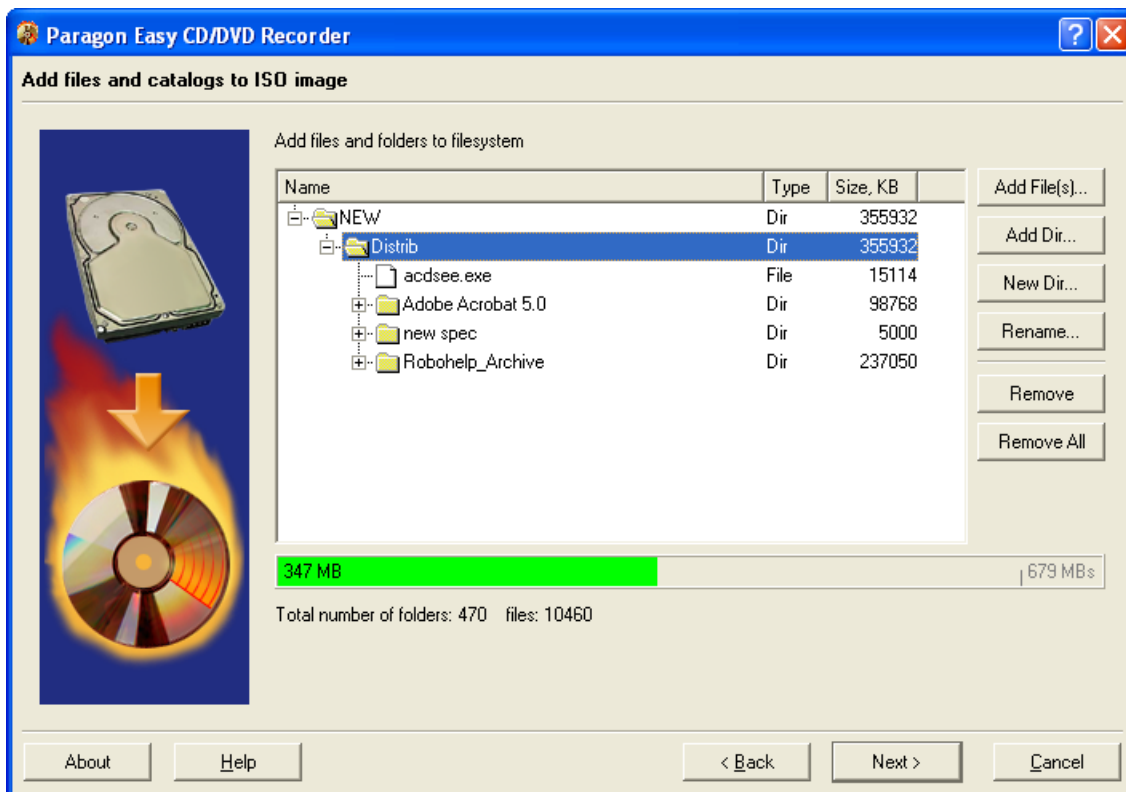 Paragon Easy CD/DVD Recorder
Add files and catalogs to ISO image
Add files and folders to filesystem
Name Type Size, KB
NEW Dir 355932
Distrib Dir 355932
acdsee.exe File 15114
Adobe Acrobat 5.0 Dir 98768
new spec Dir 5000
Robohelp_Archive Dir 237050
Add File(s)...
Add Dir...
New Dir...
Rename...
Remove
Remove All
347 MB 679 MBs
Total number of folders: 470 files: 10460
About Help < Back Next > Cancel